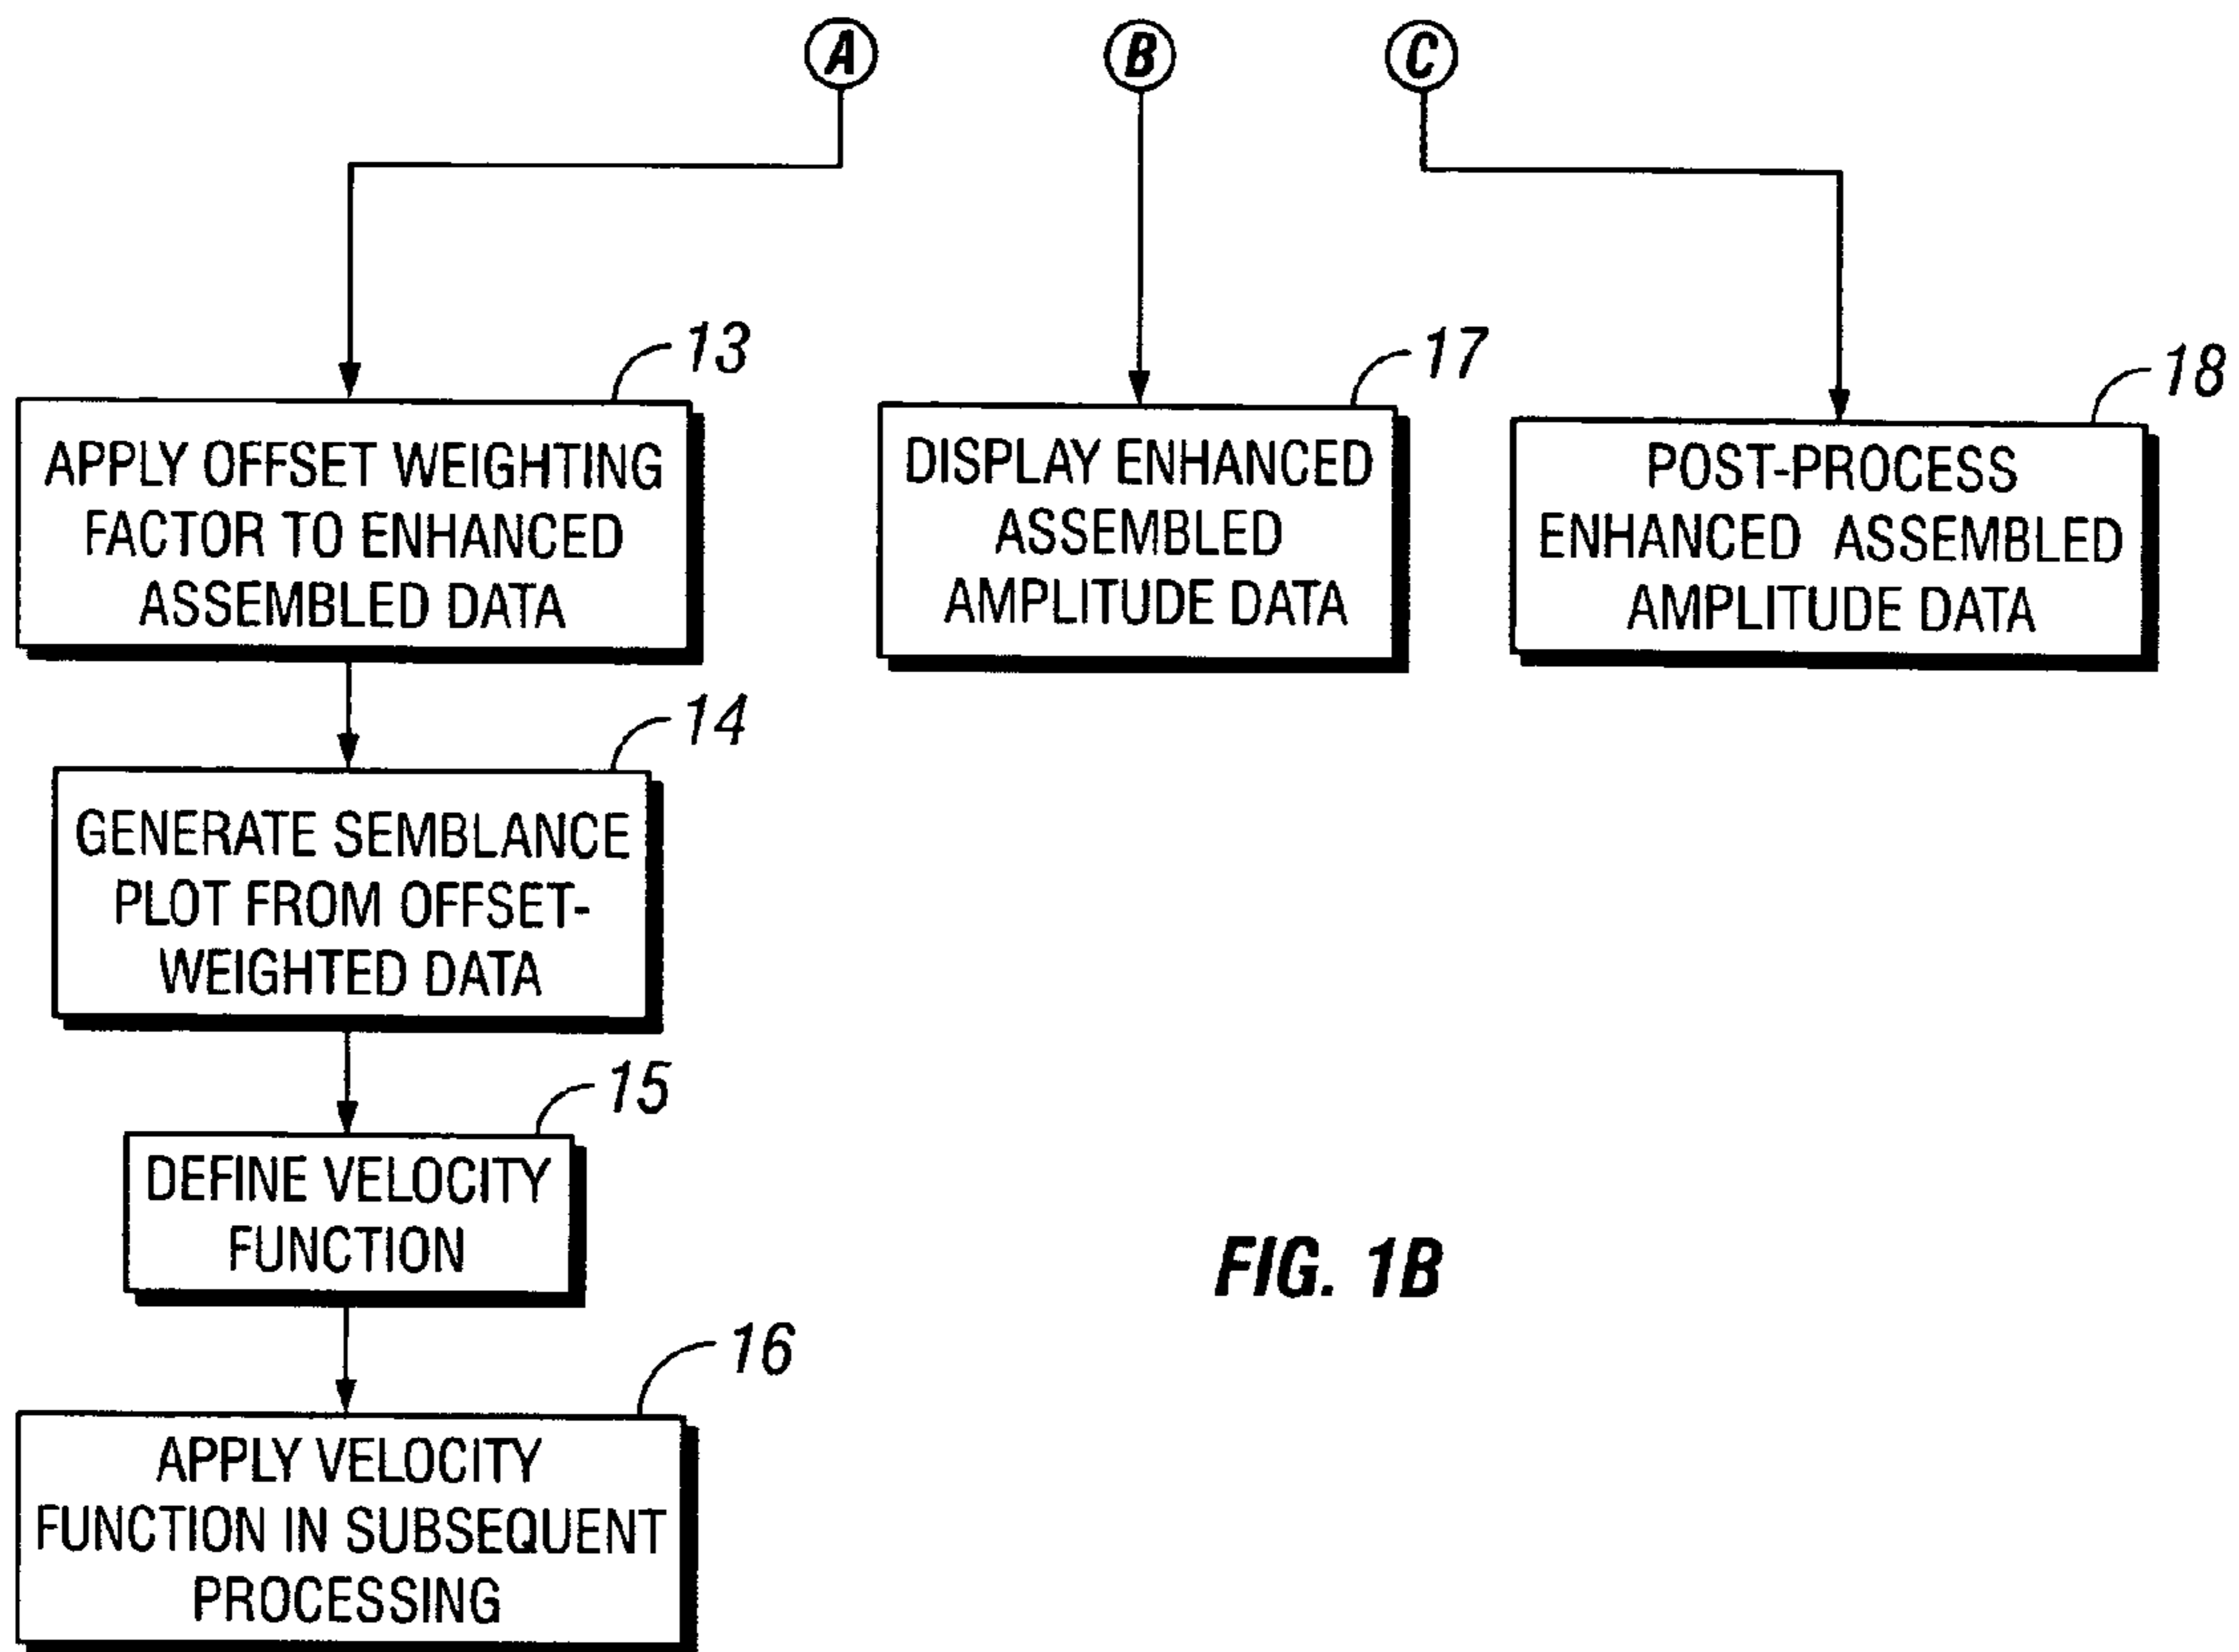 A
B
C
13
APPLY OFFSET WEIGHTING
FACTOR TO ENHANCED
ASSEMBLED DATA
17
DISPLAY ENHANCED
ASSEMBLED
AMPLITUDE DATA
18
POST-PROCESS
ENHANCED ASSEMBLED
AMPLITUDE DATA
14
GENERATE SEMBLANCE
PLOT FROM OFFSET-
WEIGHTED DATA
15
DEFINE VELOCITY
FUNCTION
16
APPLY VELOCITY
FUNCTION IN SUBSEQUENT
PROCESSING
FIG. 1B